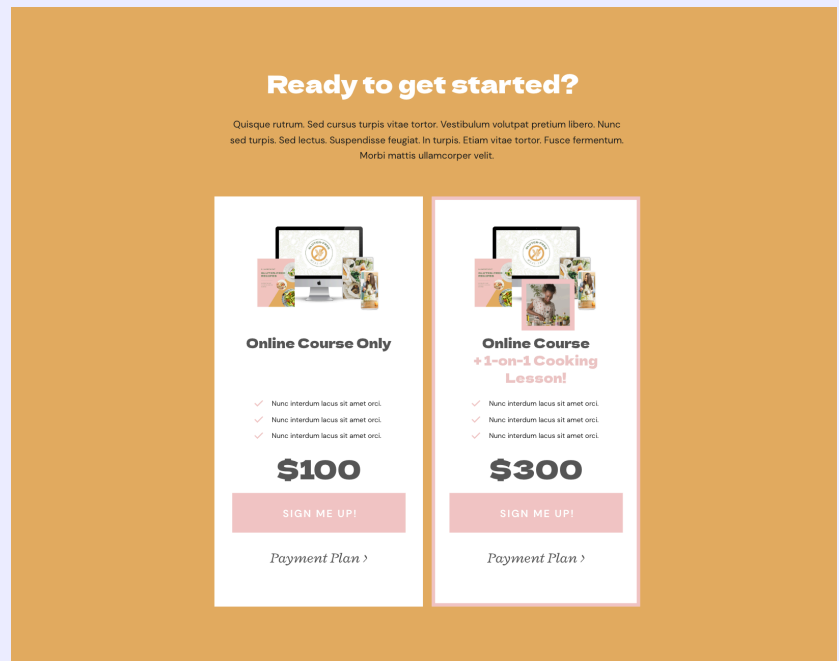 Ready to get started?
Quisque rutrum. Sed cursus turpis vitae tortor. Vestibulum volutpat pretium libero. Nunc
sed turpis. Sed lectus. Suspendisse feugiat. In turpis. Etiam vitae tortor. Fusce fermentum.
Morbi mattis ullamcorper velit.
Online Course Only
Nunc interdum lacus sit amet orci.
Nunc interdum lacus sit amet orci.
Nunc interdum lacus sit amet orci.
$100
SIGN ME UP!
Payment Plan ›
Online Course
+ 1-on-1 Cooking
Lesson!
Nunc interdum lacus sit amet orci.
Nunc interdum lacus sit amet orci.
Nunc interdum lacus sit amet orci.
$300
SIGN ME UP!
Payment Plan ›